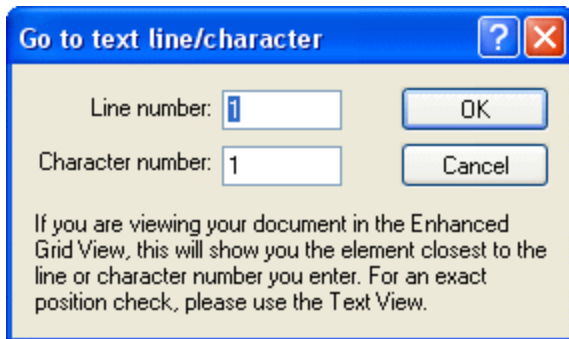 Go to text line/character
Line number: 1
OK
Character number: 1
Cancel
If you are viewing your document in the Enhanced
Grid View, this will show you the element closest to the
line or character number you enter. For an exact
position check, please use the Text View.